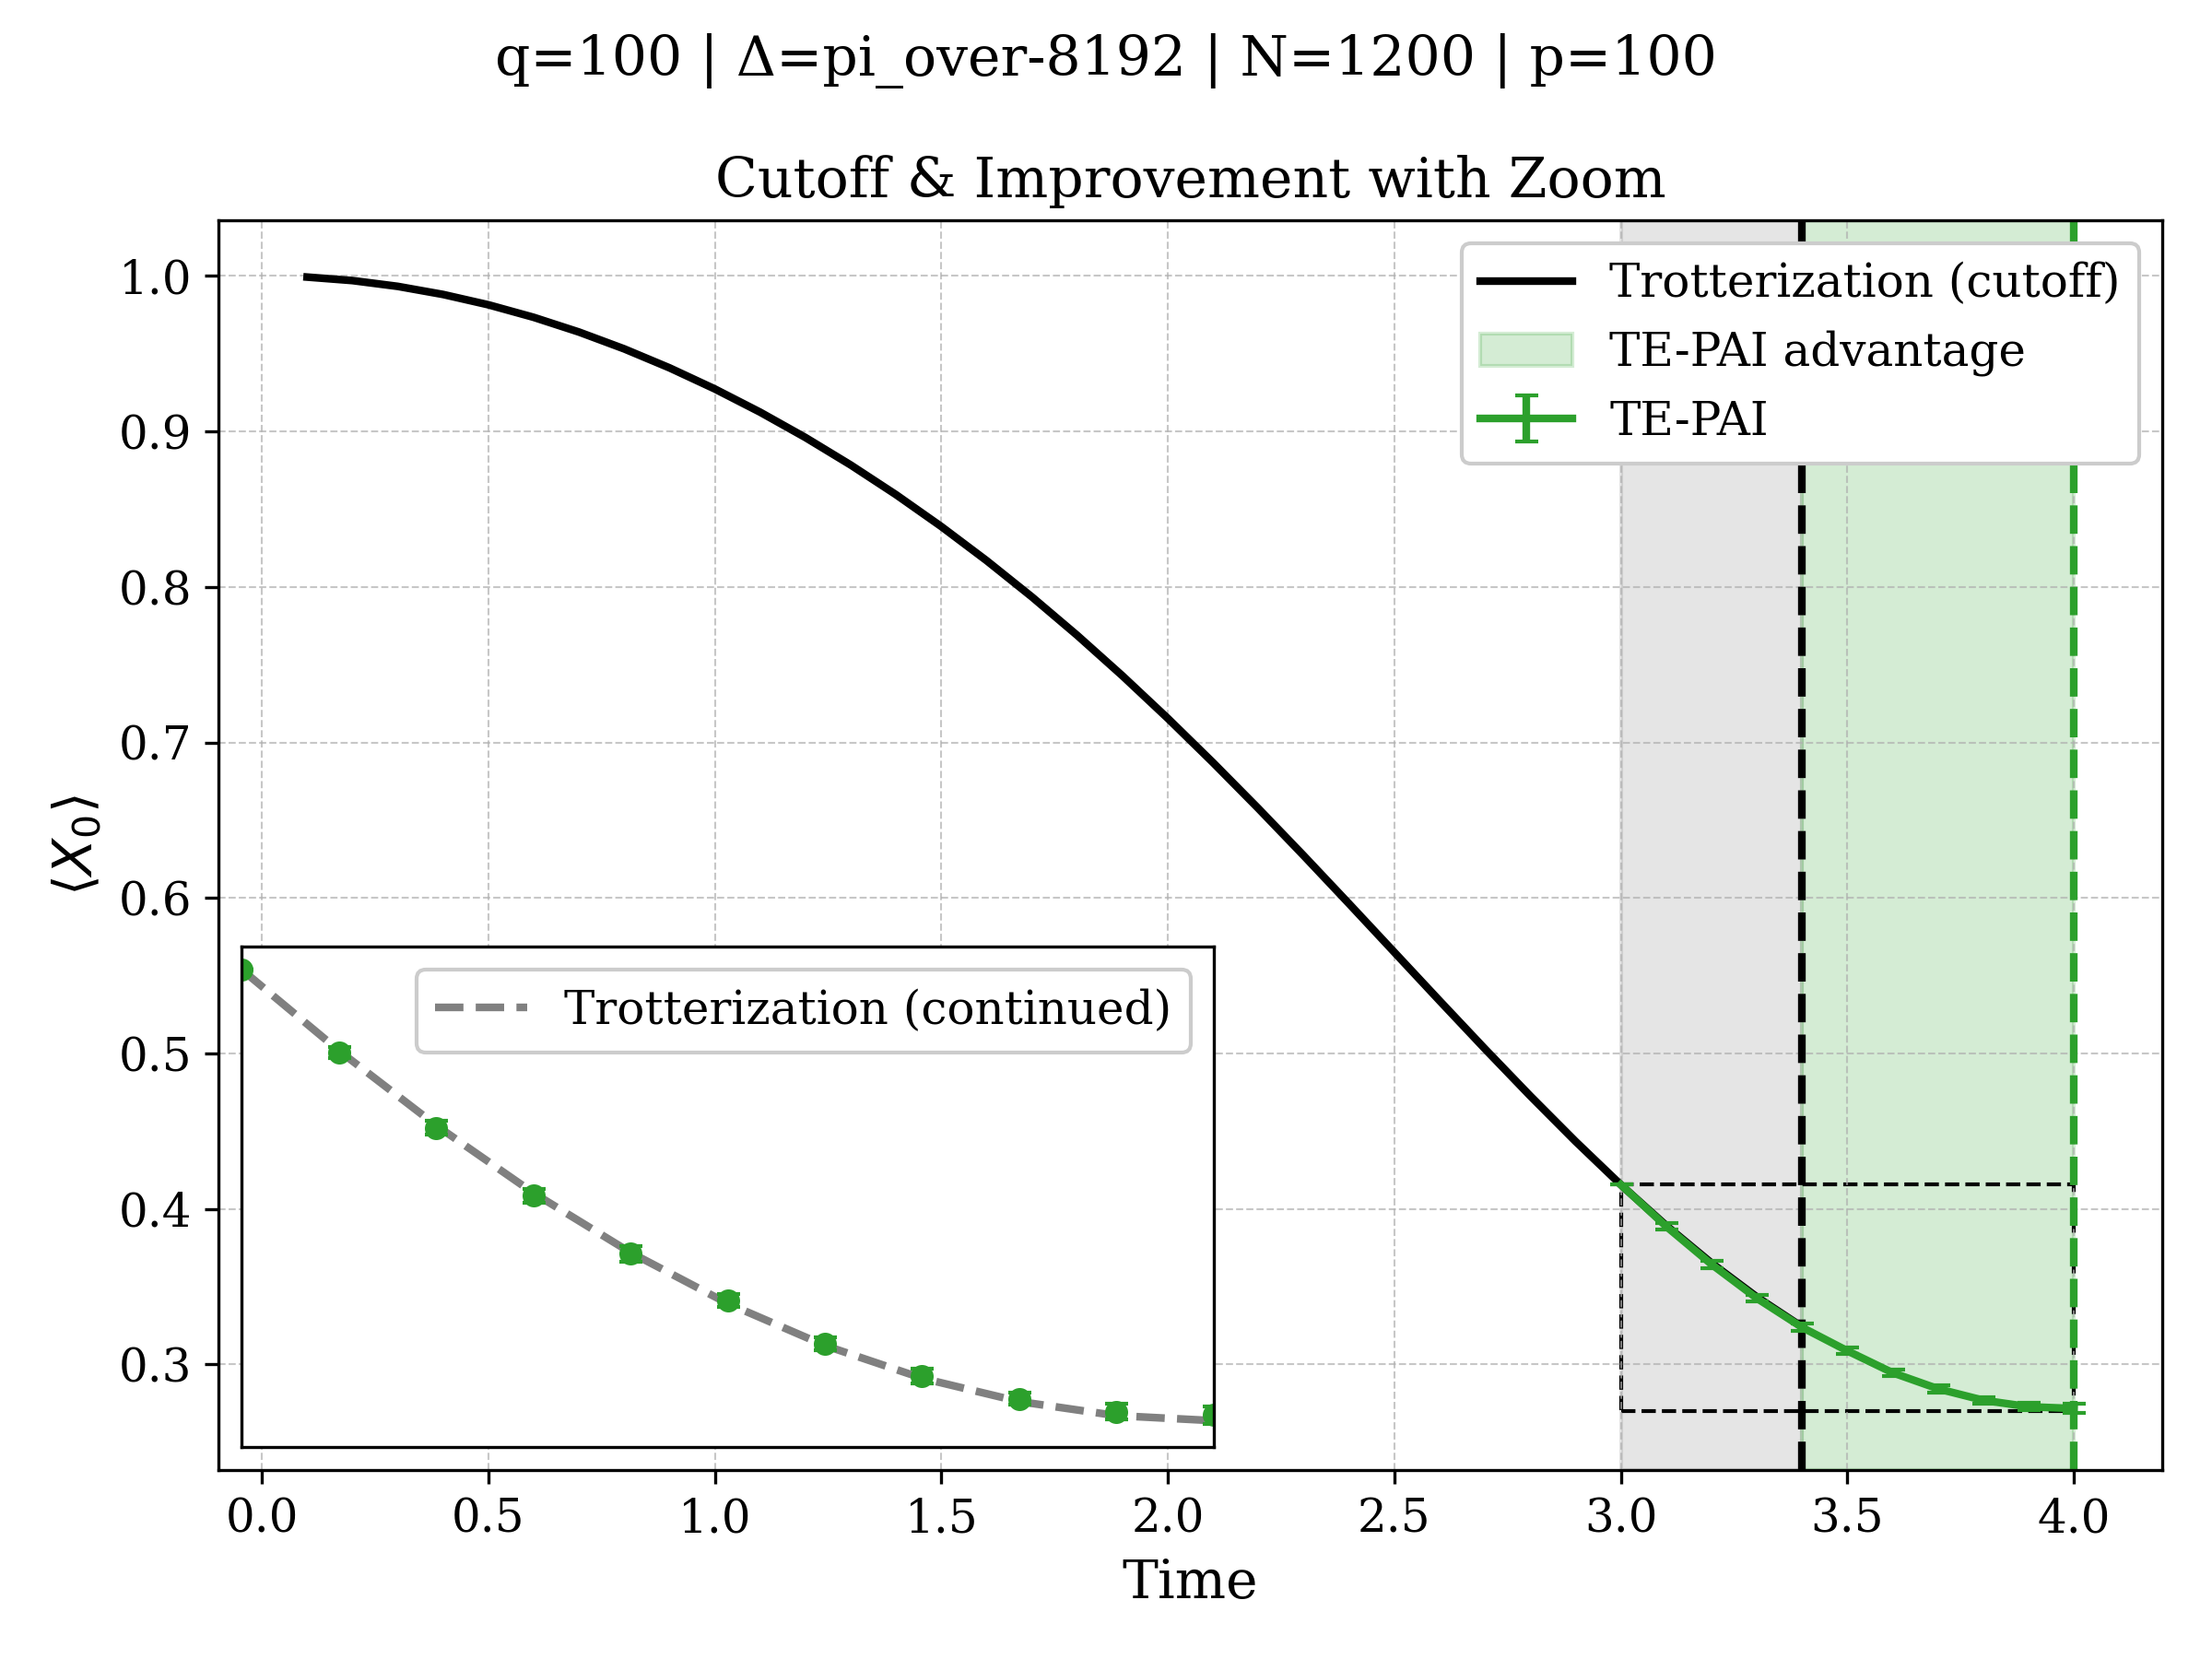 q=100 | Δ=pi_over-8192 | N=1200 | p=100
Cutoff & Improvement with Zoom
Trotterization (cutoff)
TE-PAI advantage
TE-PAI
Trotterization (continued)
⟨X₀⟩
1.0
0.9
0.8
0.7
0.6
0.5
0.4
0.3
0.0 0.5 1.0 1.5 2.0 2.5 3.0 3.5 4.0
Time